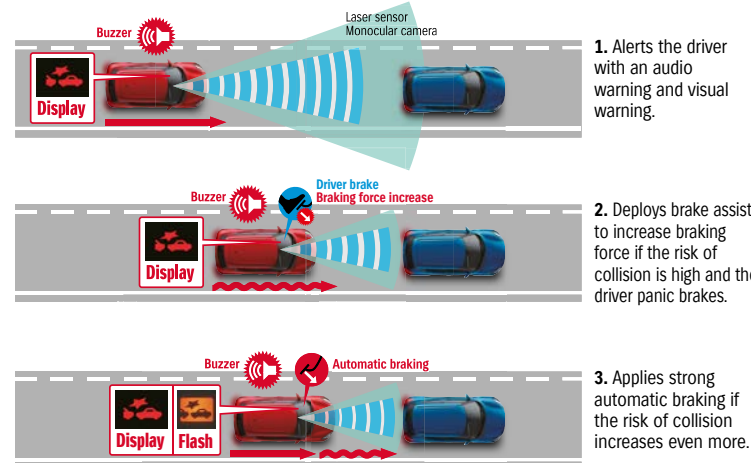 Laser sensor
Monocular camera
Buzzer
Display
1. Alerts the driver
with an audio
warning and visual
warning.
Driver brake
Braking force increase
Buzzer
Display
2. Deploys brake assist
to increase braking
force if the risk of
collision is high and the
driver panic brakes.
Buzzer
Automatic braking
Display
Flash
3. Applies strong
automatic braking if
the risk of collision
increases even more.